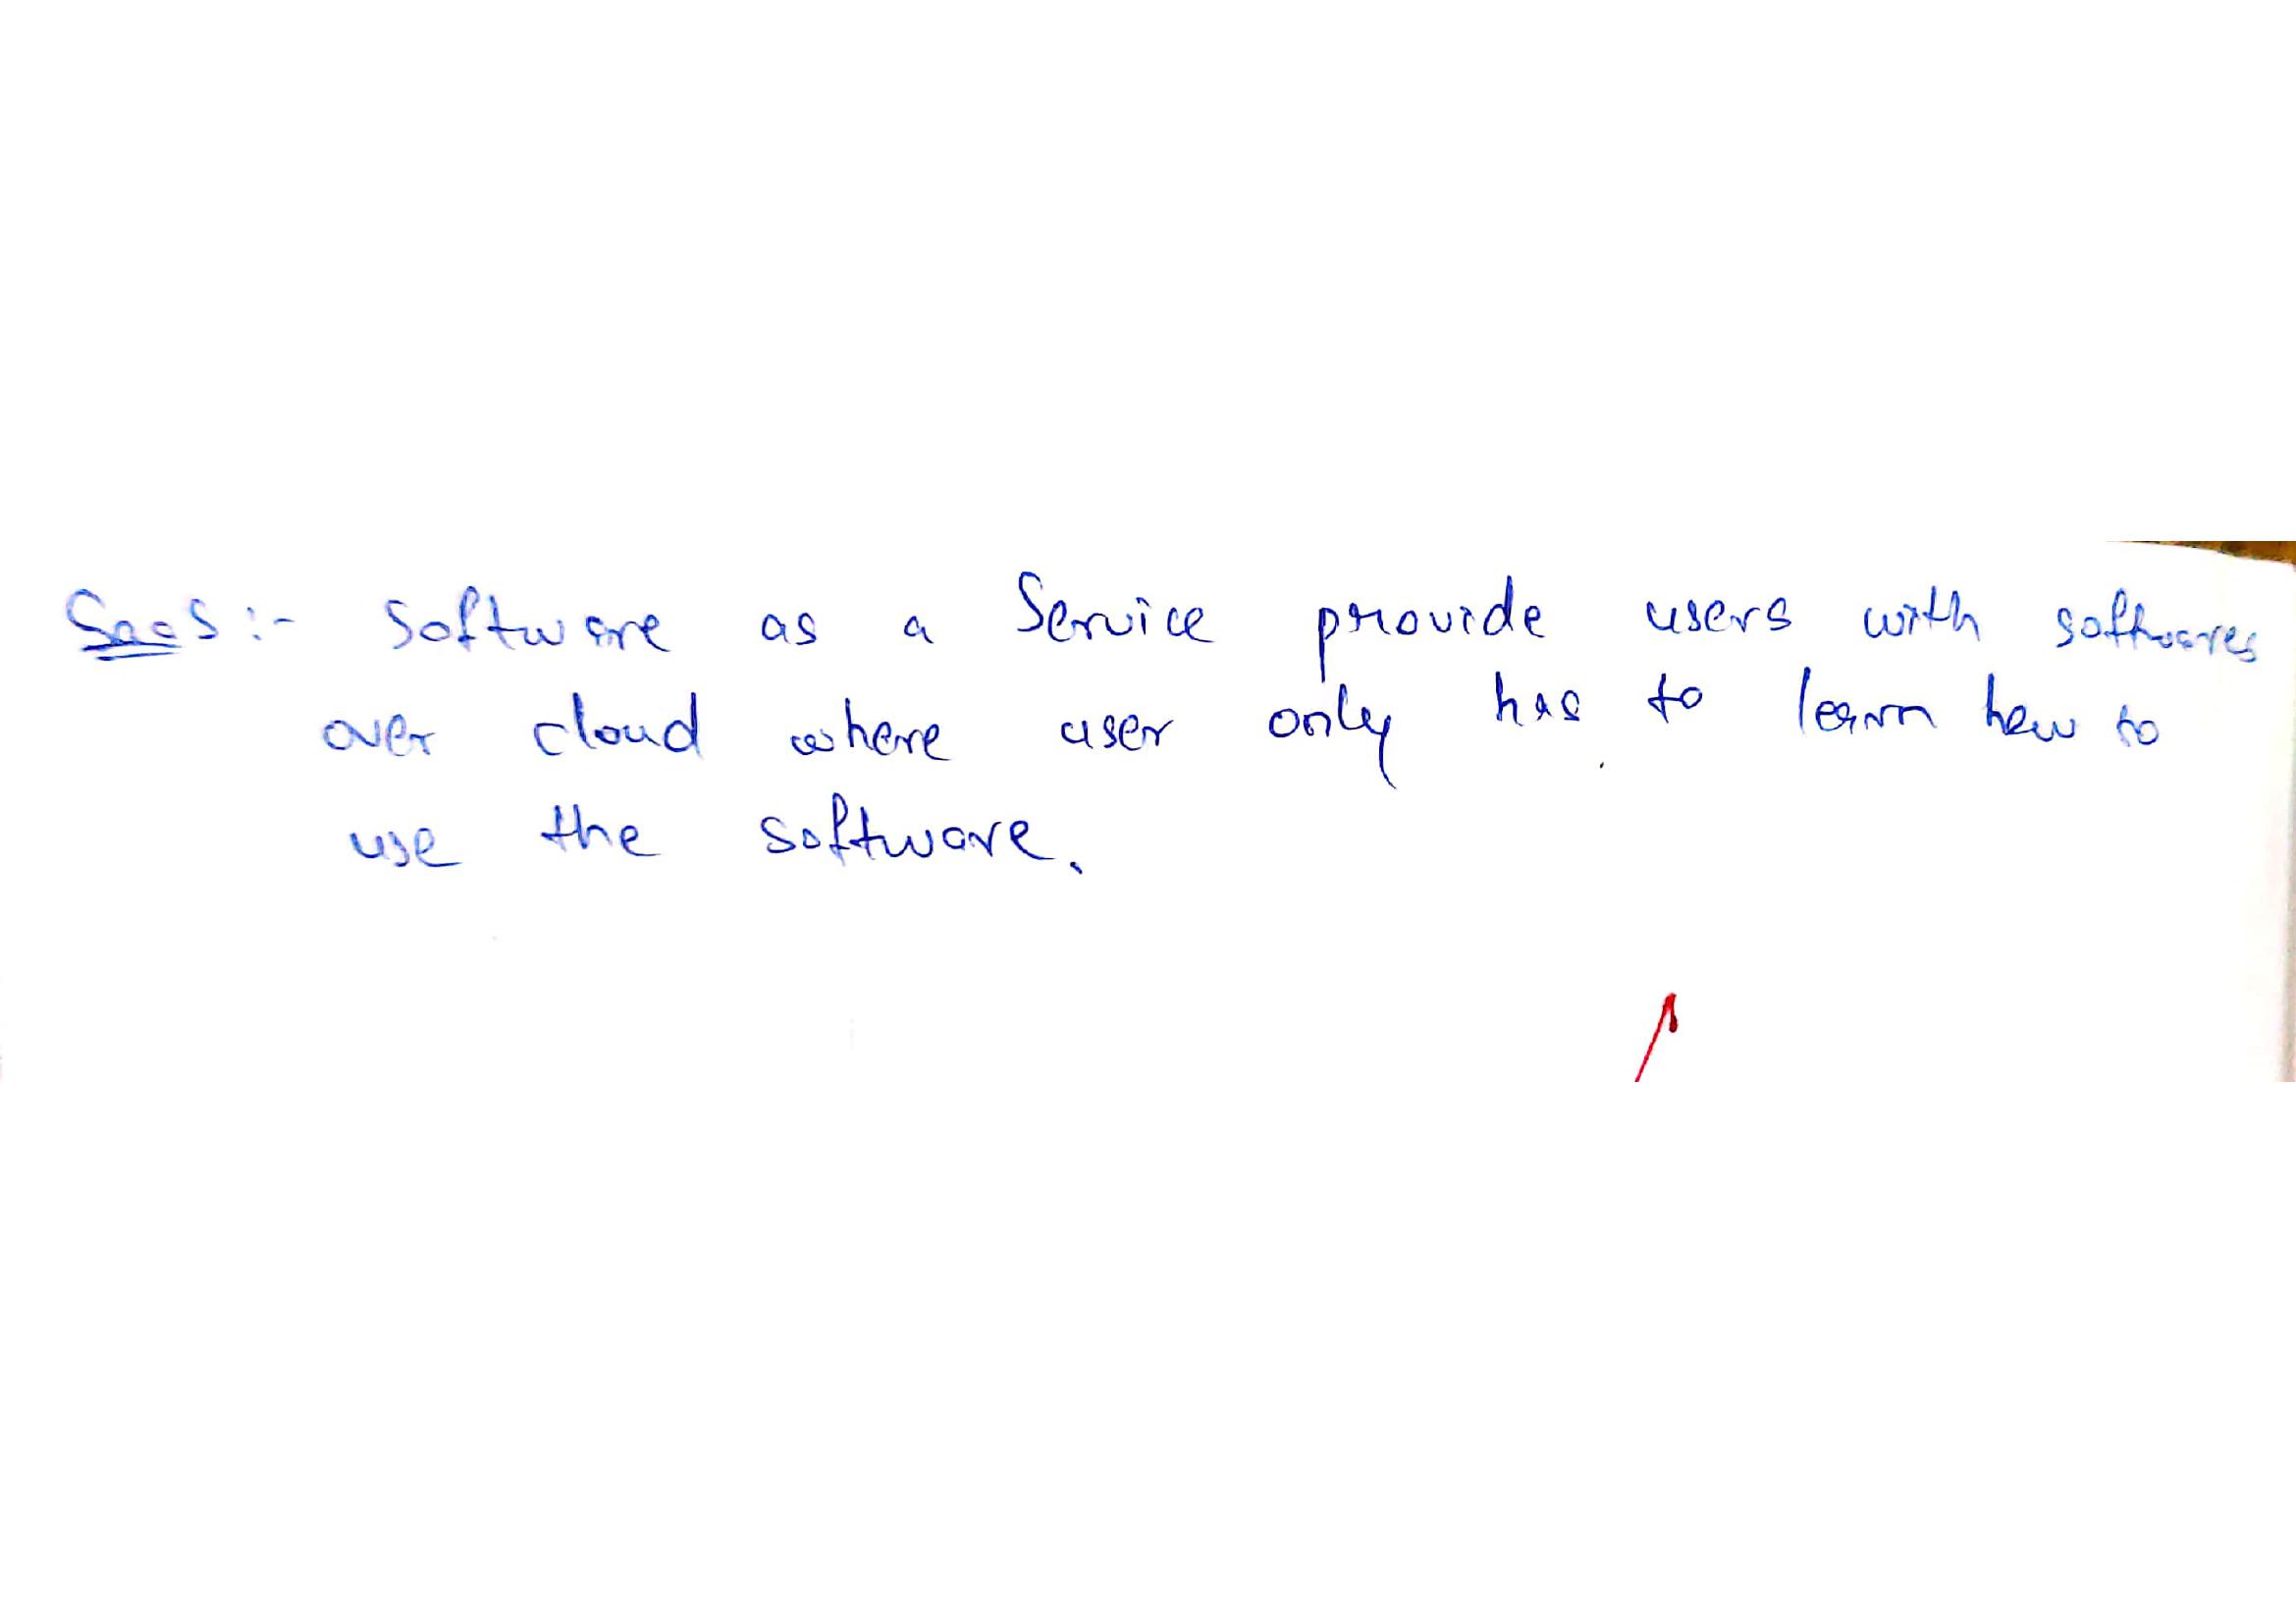 SaaS :- Software as a Service provide users with softwares
over cloud where user only has to learn how to
use the software.